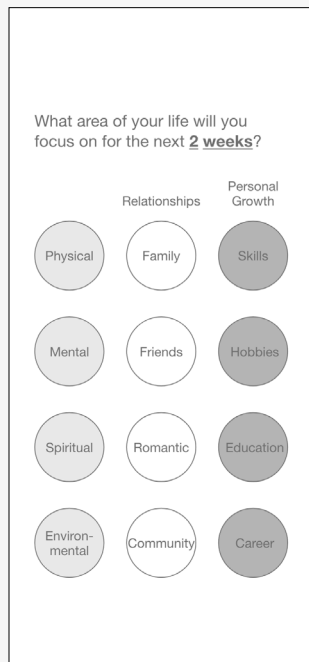 What area of your life will you
focus on for the next 2 weeks?
Relationships
Personal
Growth
Physical
Family
Skills
Mental
Friends
Hobbies
Spiritual
Romantic
Education
Environ-
mental
Community
Career